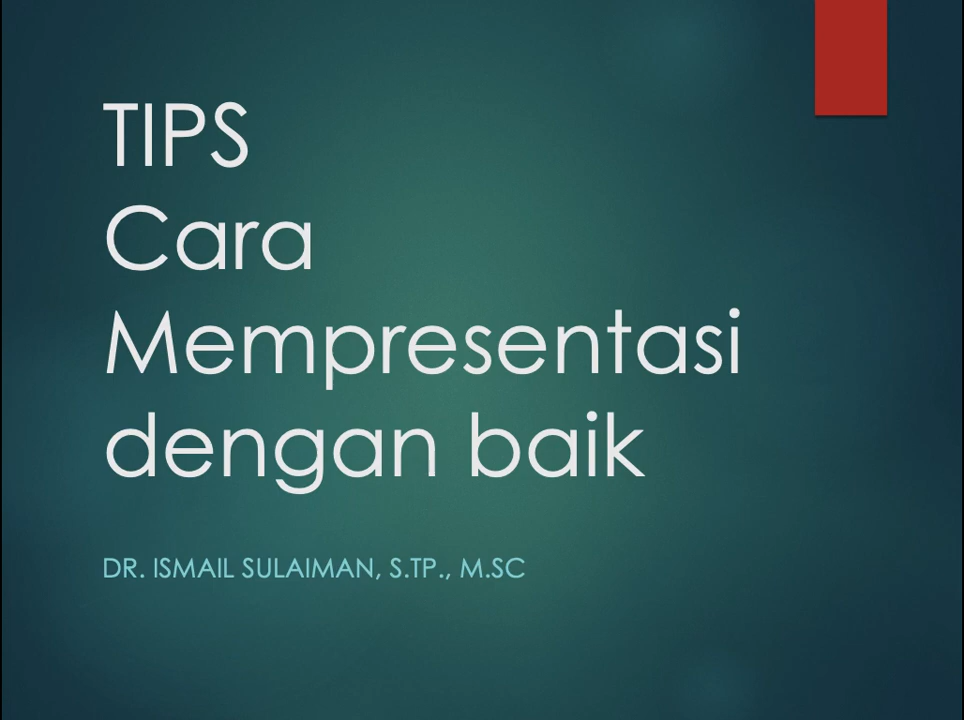 TIPS
Cara
Mempresentasi
dengan baik
DR. ISMAIL SULAIMAN, S.TP., M.SC